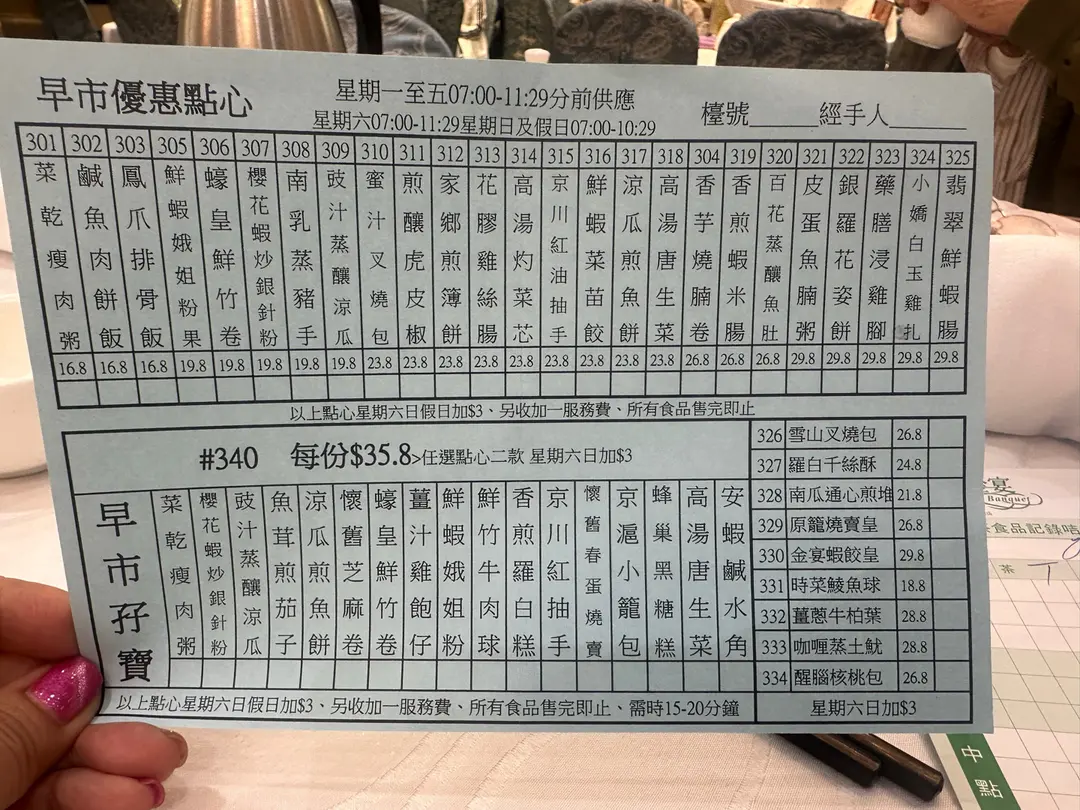 早市優惠點心
星期一至五07:00-11:29分前供應
星期六07:00-11:29星期日及假日07:00-10:29
檯號______經手人______
301 菜乾瘦肉粥 16.8
302 鹹魚肉餅飯 16.8
303 鳳爪排骨飯 16.8
305 鮮蝦娥姐粉果 19.8
306 蠔皇鮮竹卷 19.8
307 櫻花蝦炒銀針粉 19.8
308 南乳蒸豬手 19.8
309 豉汁蒸釀涼瓜 19.8
310 蜜汁叉燒包 23.8
311 煎釀虎皮椒 23.8
312 家鄉煎薄餅 23.8
313 花膠雞絲腸 23.8
314 高湯灼菜芯 23.8
315 京川紅油抽手 23.8
316 鮮蝦菜苗餃 23.8
317 涼瓜煎魚餅 23.8
318 高湯唐生菜 23.8
304 香芋燒腩卷 26.8
319 香煎蝦米腸 26.8
320 百花蒸釀魚肚 26.8
321 皮蛋魚腩粥 29.8
322 銀羅花姿餅 29.8
323 藥膳浸雞腳 29.8
324 小嬌白玉雞扎 29.8
325 翡翠鮮蝦腸 29.8
以上點心星期六日假日加$3、另收加一服務費、所有食品售完即止
#340 每份$35.8>任選點心二款 星期六日加$3
早市孖寶
菜乾瘦肉粥
櫻花蝦炒銀針粉
豉汁蒸釀涼瓜
魚茸煎茄子
涼瓜煎魚餅
懷舊芝麻卷
蠔皇鮮竹卷
薑汁雞飽仔
鮮蝦娥姐粉
鮮竹牛肉球
香煎羅白糕
京川紅抽手
懷舊春蛋燒賣
京滬小籠包
蜂巢黑糖糕
高湯唐生菜
安蝦鹹水角
以上點心星期六日假日加$3、另收加一服務費、所有食品售完即止、需時15-20分鐘
326 雪山叉燒包 26.8
327 羅白千絲酥 24.8
328 南瓜通心煎堆 21.8
329 原籠燒賣皇 26.8
330 金宴蝦餃皇 29.8
331 時菜鯪魚球 18.8
332 薑蔥牛柏葉 28.8
333 咖喱蒸土魷 28.8
334 醒腦核桃包 26.8
星期六日加$3
宴
Banquet
食品記錄咭
茶
中點